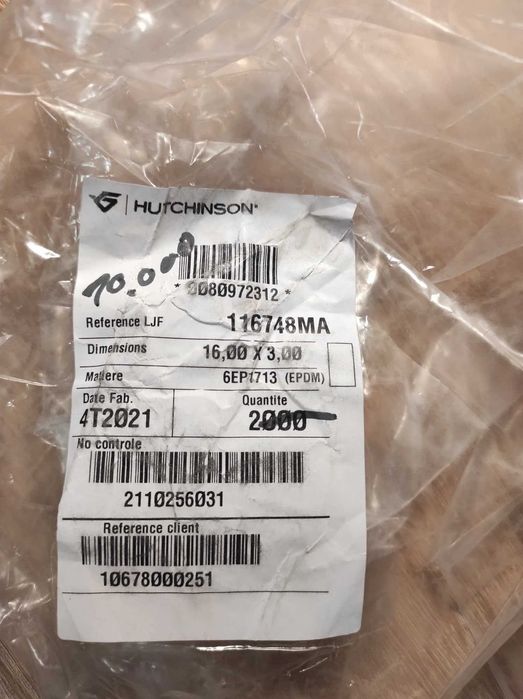 HUTCHINSON®
10.000
* 0080972312 *
Reference LJF 116748MA
Dimensions 16,00 X 3,00
Matiere 6EP1713 (EPDM)
Date Fab. Quantite
4T2021 2000
No controle
2110256031
Reference client
10678000251